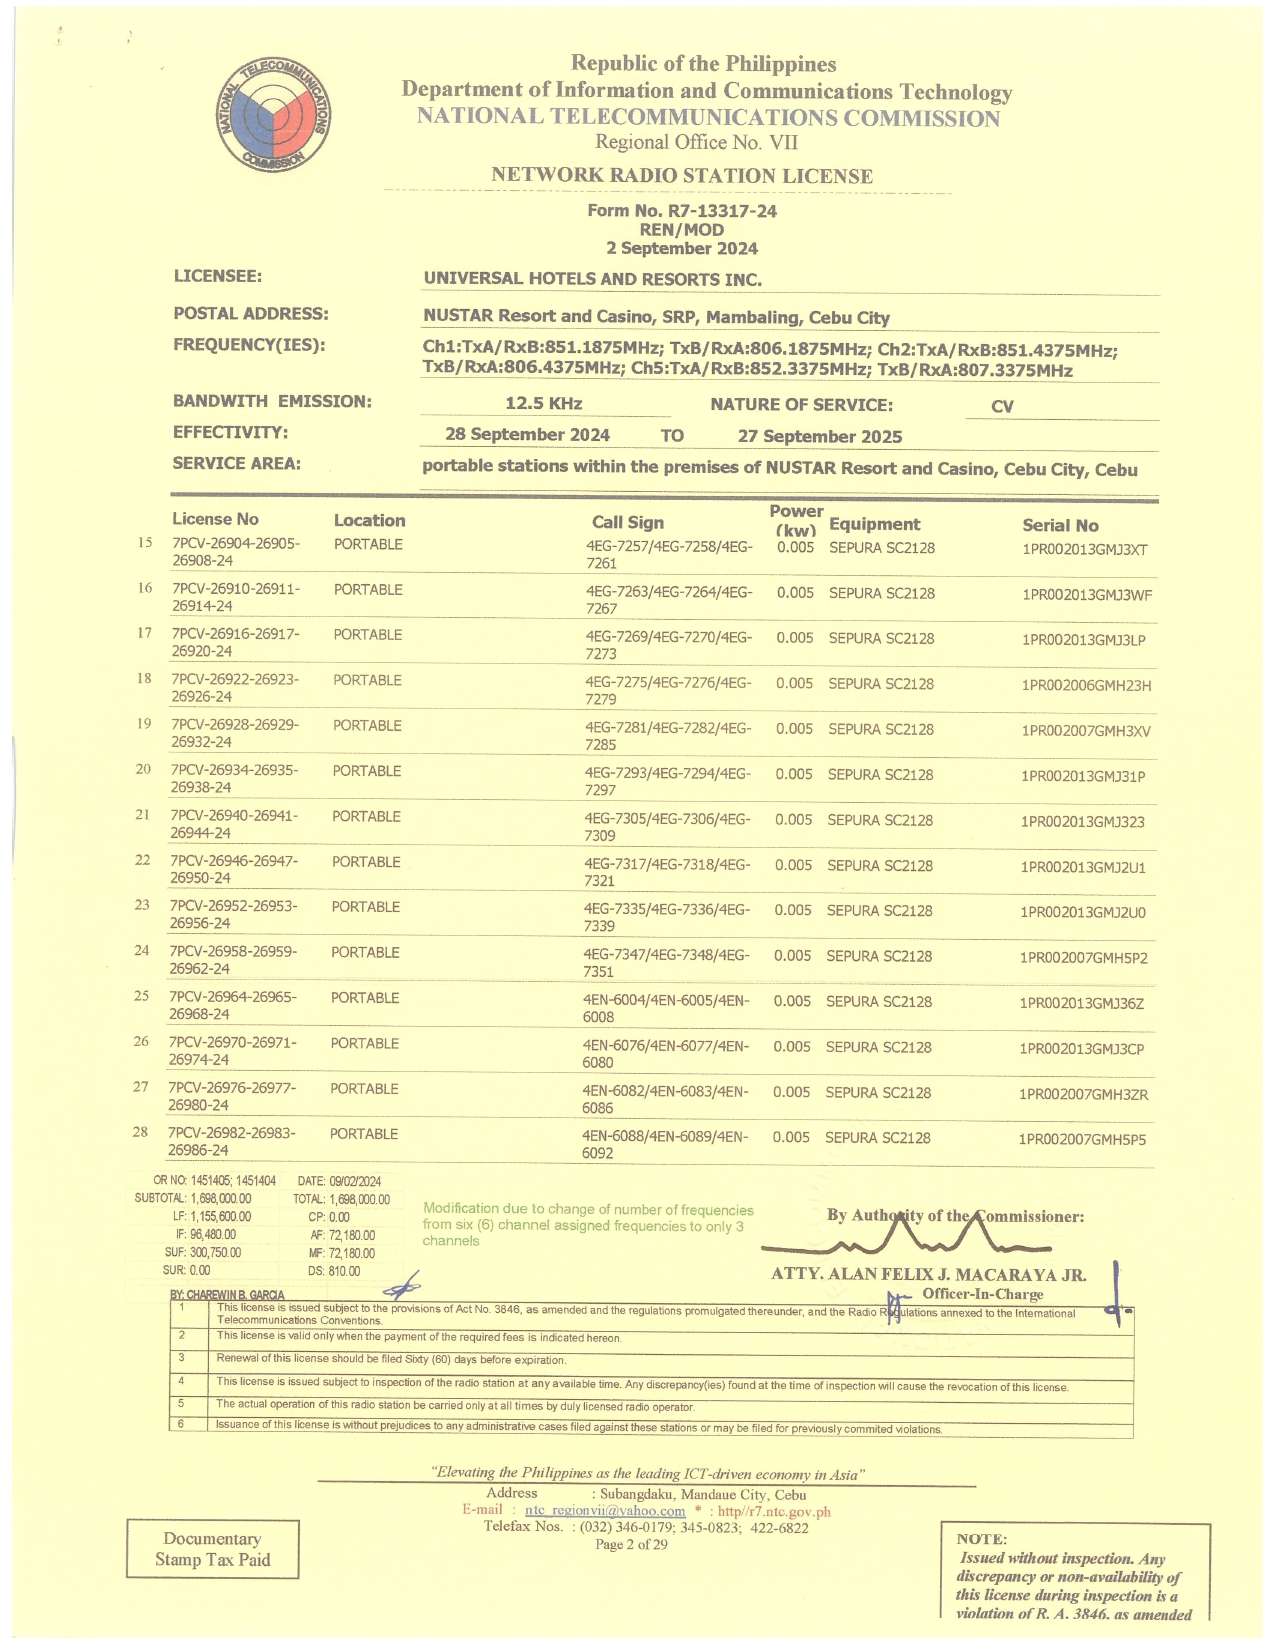 NATIONAL TELECOMMUNICATIONS COMMISSION
Republic of the Philippines
Department of Information and Communications Technology
NATIONAL TELECOMMUNICATIONS COMMISSION
Regional Office No. VII
NETWORK RADIO STATION LICENSE
Form No. R7-13317-24
REN/MOD
2 September 2024
LICENSEE: UNIVERSAL HOTELS AND RESORTS INC.
POSTAL ADDRESS: NUSTAR Resort and Casino, SRP, Mambaling, Cebu City
FREQUENCY(IES): Ch1:TxA/RxB:851.1875MHz; TxB/RxA:806.1875MHz; Ch2:TxA/RxB:851.4375MHz;
TxB/RxA:806.4375MHz; Ch5:TxA/RxB:852.3375MHz; TxB/RxA:807.3375MHz
BANDWITH EMISSION: 12.5 KHz NATURE OF SERVICE: CV
EFFECTIVITY: 28 September 2024 TO 27 September 2025
SERVICE AREA: portable stations within the premises of NUSTAR Resort and Casino, Cebu City, Cebu
License No Location Call Sign Power (kw) Equipment Serial No
15 7PCV-26904-26905- PORTABLE 4EG-7257/4EG-7258/4EG- 0.005 SEPURA SC2128 1PR002013GMJ3XT
26908-24 7261
16 7PCV-26910-26911- PORTABLE 4EG-7263/4EG-7264/4EG- 0.005 SEPURA SC2128 1PR002013GMJ3WF
26914-24 7267
17 7PCV-26916-26917- PORTABLE 4EG-7269/4EG-7270/4EG- 0.005 SEPURA SC2128 1PR002013GMJ3LP
26920-24 7273
18 7PCV-26922-26923- PORTABLE 4EG-7275/4EG-7276/4EG- 0.005 SEPURA SC2128 1PR002006GMH23H
26926-24 7279
19 7PCV-26928-26929- PORTABLE 4EG-7281/4EG-7282/4EG- 0.005 SEPURA SC2128 1PR002007GMH3XV
26932-24 7285
20 7PCV-26934-26935- PORTABLE 4EG-7293/4EG-7294/4EG- 0.005 SEPURA SC2128 1PR002013GMJ31P
26938-24 7297
21 7PCV-26940-26941- PORTABLE 4EG-7305/4EG-7306/4EG- 0.005 SEPURA SC2128 1PR002013GMJ323
26944-24 7309
22 7PCV-26946-26947- PORTABLE 4EG-7317/4EG-7318/4EG- 0.005 SEPURA SC2128 1PR002013GMJ2U1
26950-24 7321
23 7PCV-26952-26953- PORTABLE 4EG-7335/4EG-7336/4EG- 0.005 SEPURA SC2128 1PR002013GMJ2U0
26956-24 7339
24 7PCV-26958-26959- PORTABLE 4EG-7347/4EG-7348/4EG- 0.005 SEPURA SC2128 1PR002007GMH5P2
26962-24 7351
25 7PCV-26964-26965- PORTABLE 4EN-6004/4EN-6005/4EN- 0.005 SEPURA SC2128 1PR002013GMJ36Z
26968-24 6008
26 7PCV-26970-26971- PORTABLE 4EN-6076/4EN-6077/4EN- 0.005 SEPURA SC2128 1PR002013GMJ3CP
26974-24 6080
27 7PCV-26976-26977- PORTABLE 4EN-6082/4EN-6083/4EN- 0.005 SEPURA SC2128 1PR002007GMH3ZR
26980-24 6086
28 7PCV-26982-26983- PORTABLE 4EN-6088/4EN-6089/4EN- 0.005 SEPURA SC2128 1PR002007GMH5P5
26986-24 6092
OR NO: 1451405; 1451404 DATE: 09/02/2024
SUBTOTAL: 1,698,000.00 TOTAL: 1,698,000.00
LF: 1,155,600.00 CP: 0.00
IF: 96,480.00 AF: 72,180.00
SUF: 300,750.00 MF: 72,180.00
SUR: 0.00 DS: 810.00
BY: CHAREWIN B. GARCIA
Modification due to change of number of frequencies
from six (6) channel assigned frequencies to only 3
channels
By Authority of the Commissioner:
ATTY. ALAN FELIX J. MACARAYA JR.
Officer-In-Charge
1 This license is issued subject to the provisions of Act No. 3846, as amended and the regulations promulgated thereunder, and the Radio Regulations annexed to the International
Telecommunications Conventions.
2 This license is valid only when the payment of the required fees is indicated hereon.
3 Renewal of this license should be filed Sixty (60) days before expiration.
4 This license is issued subject to inspection of the radio station at any available time. Any discrepancy(ies) found at the time of inspection will cause the revocation of this license.
5 The actual operation of this radio station be carried only at all times by duly licensed radio operator.
6 Issuance of this license is without prejudices to any administrative cases filed against these stations or may be filed for previously commited violations.
"Elevating the Philippines as the leading ICT-driven economy in Asia"
Address : Subangdaku, Mandaue City, Cebu
E-mail : ntc_regionvii@yahoo.com * : http//r7.ntc.gov.ph
Telefax Nos. : (032) 346-0179; 345-0823; 422-6822
Page 2 of 29
Documentary
Stamp Tax Paid
NOTE:
Issued without inspection. Any
discrepancy or non-availability of
this license during inspection is a
violation of R. A. 3846. as amended